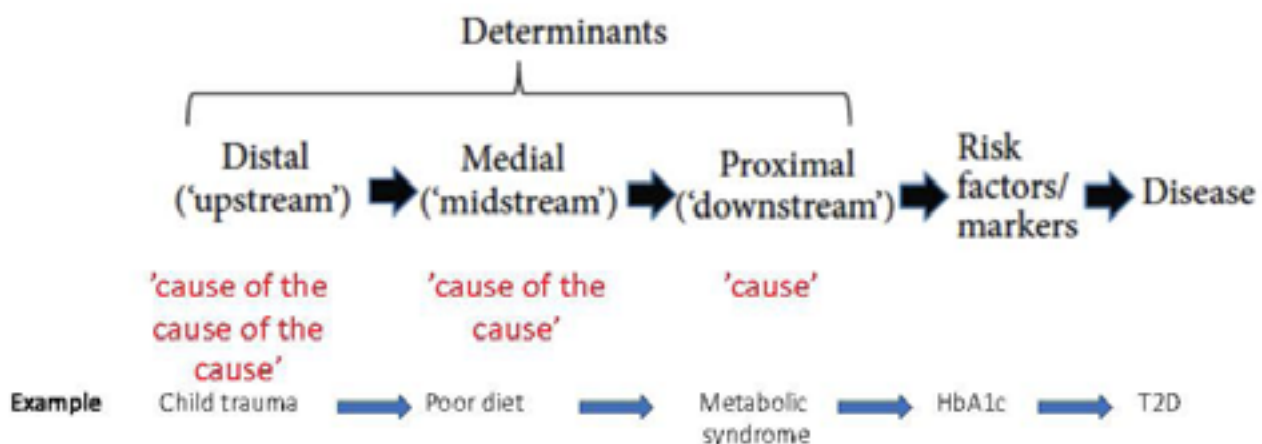 Determinants
Distal
('upstream')
Medial
('midstream')
Proximal
('downstream')
Risk
factors/
markers
Disease
'cause of the
cause of the
cause'
'cause of the
cause'
'cause'
Example
Child trauma
Poor diet
Metabolic
syndrome
HbA1c
T2D